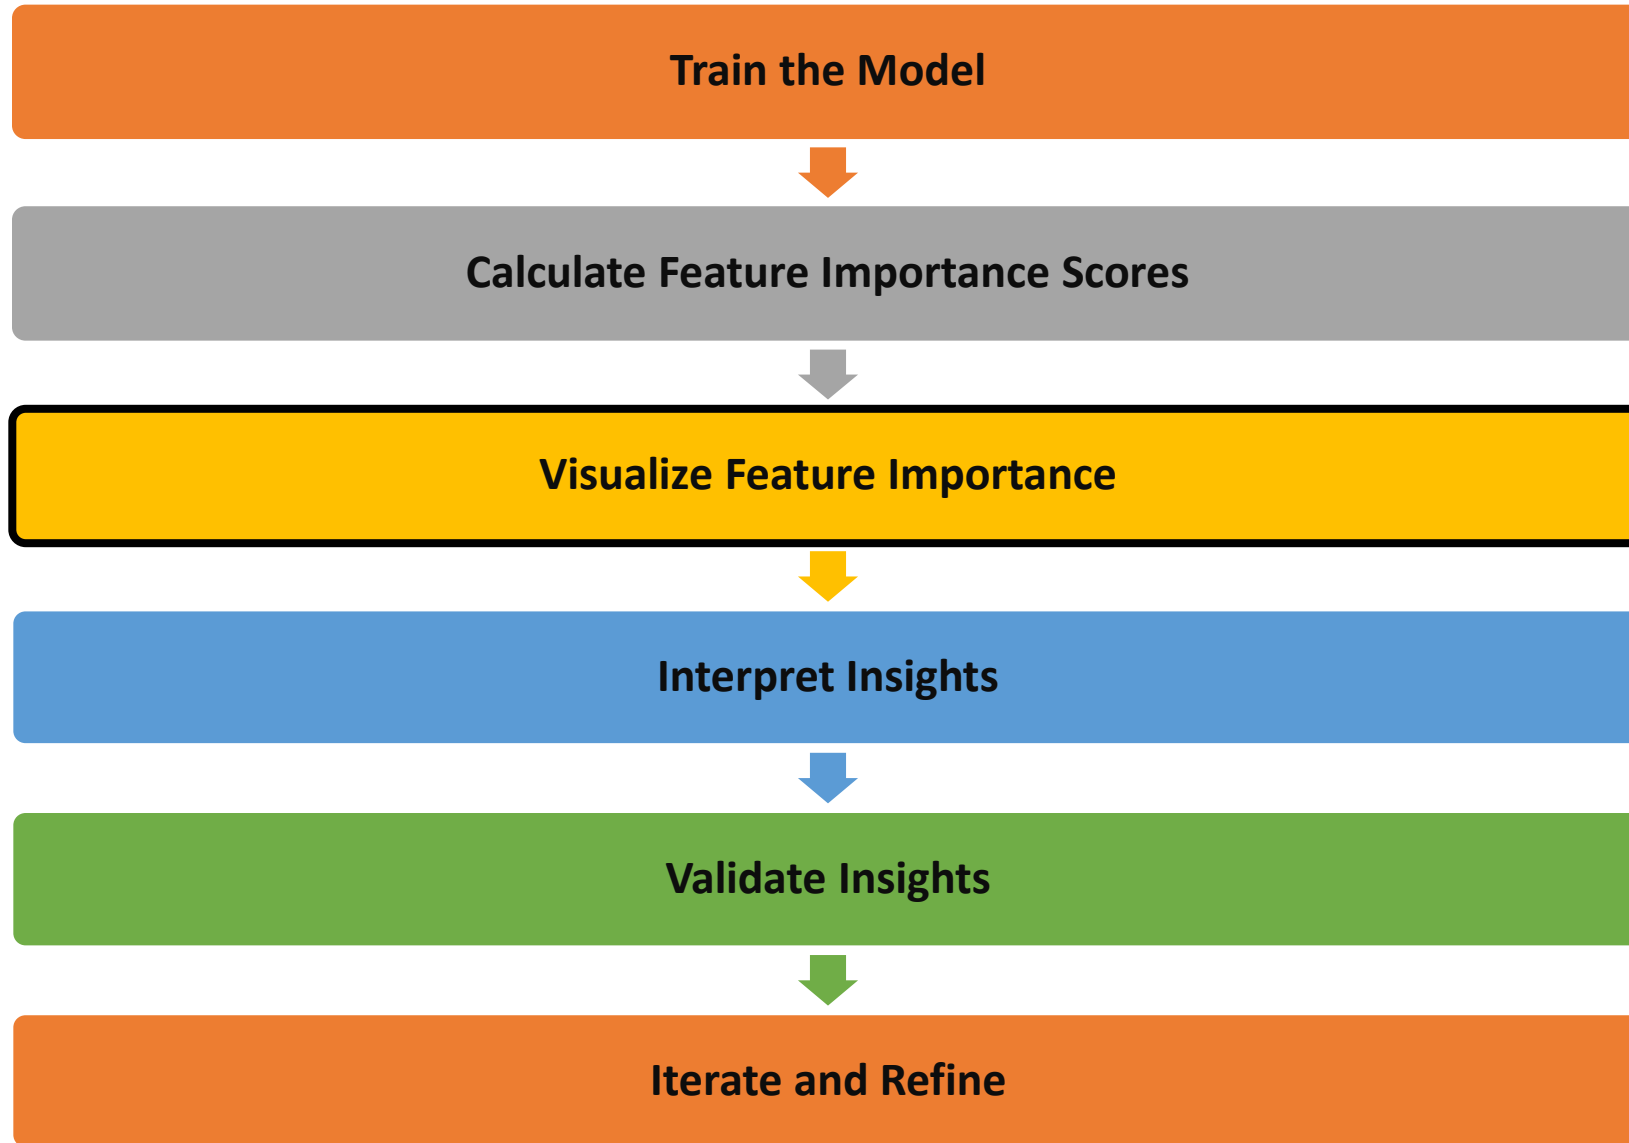 Train the Model
Calculate Feature Importance Scores
Visualize Feature Importance
Interpret Insights
Validate Insights
Iterate and Refine